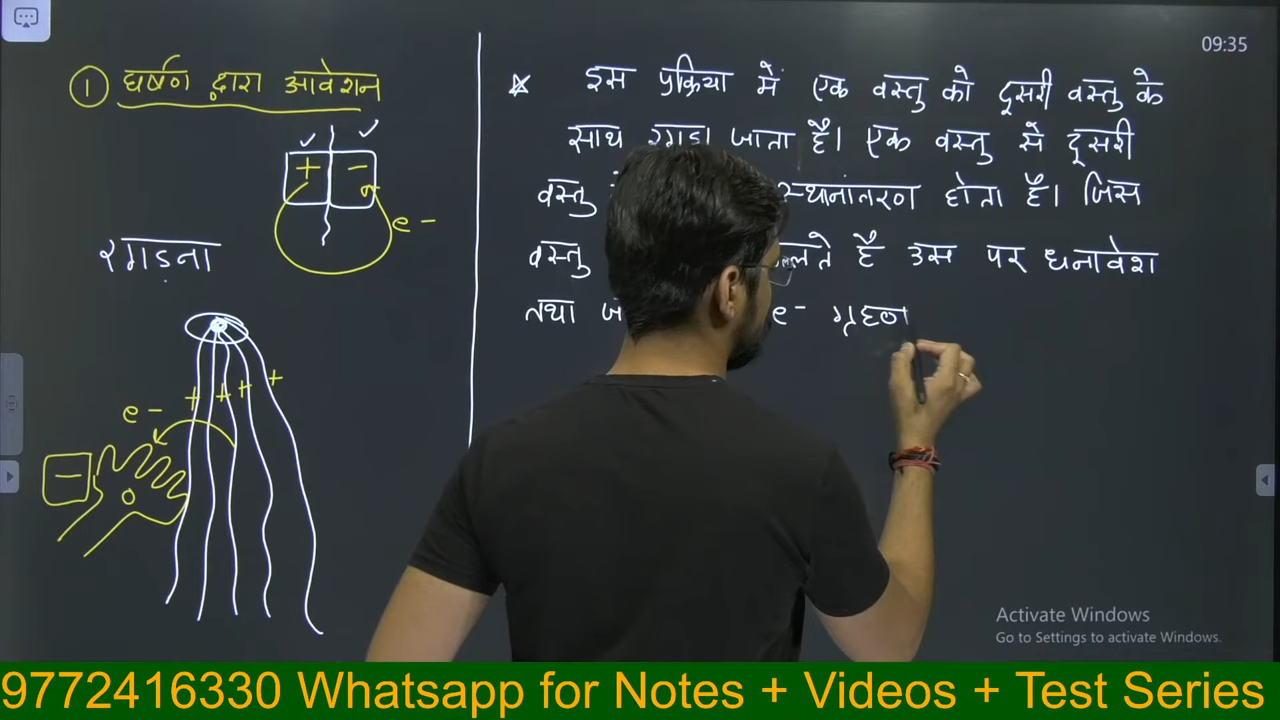 09:35
① घर्षण द्वारा आवेशन
+ -
e -
रगडना
+ + + +
e -
-
* इस प्रक्रिया में एक वस्तु को दूसरी वस्तु के
साथ रगडा जाता है। एक वस्तु से दूसरी
वस्तु स्थानांतरण होता है। जिस
वस्तु है उस पर धनावेश
तथा e- ग्रहण
Activate Windows
Go to Settings to activate Windows.
9772416330 Whatsapp for Notes + Videos + Test Series